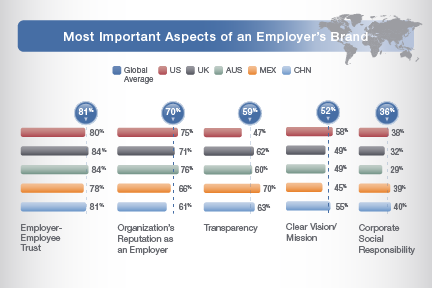 Most Important Aspects of an Employer's Brand
Global Average US UK AUS MEX CHN
81% 70% 59% 52% 36%
80% 75% 47% 58% 38%
84% 71% 62% 49% 32%
84% 76% 60% 49% 29%
78% 66% 70% 45% 39%
81% 61% 63% 55% 40%
Employer-
Employee
Trust
Organization's
Reputation as
an Employer
Transparency
Clear Vision/
Mission
Corporate
Social
Responsibility